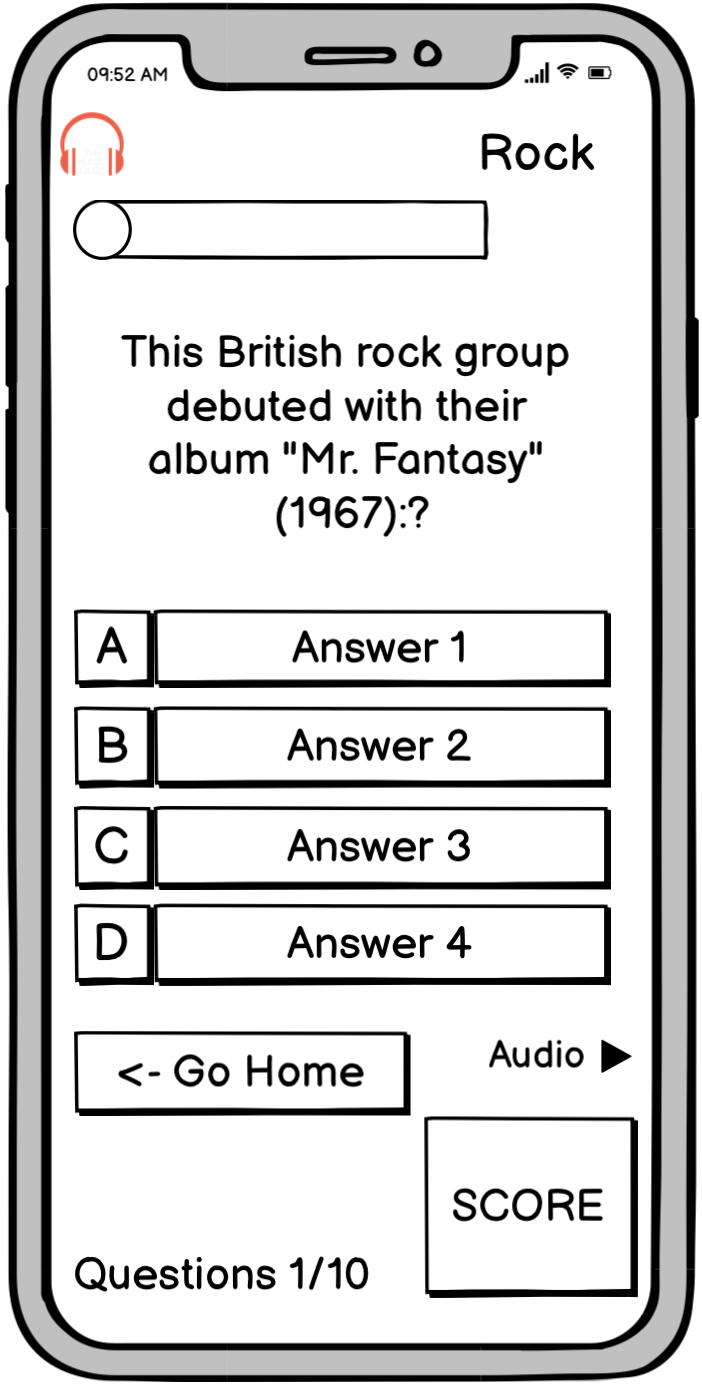 09:52 AM
Rock
This British rock group
debuted with their
album "Mr. Fantasy"
(1967):?
A Answer 1
B Answer 2
C Answer 3
D Answer 4
<- Go Home
Audio
SCORE
Questions 1/10